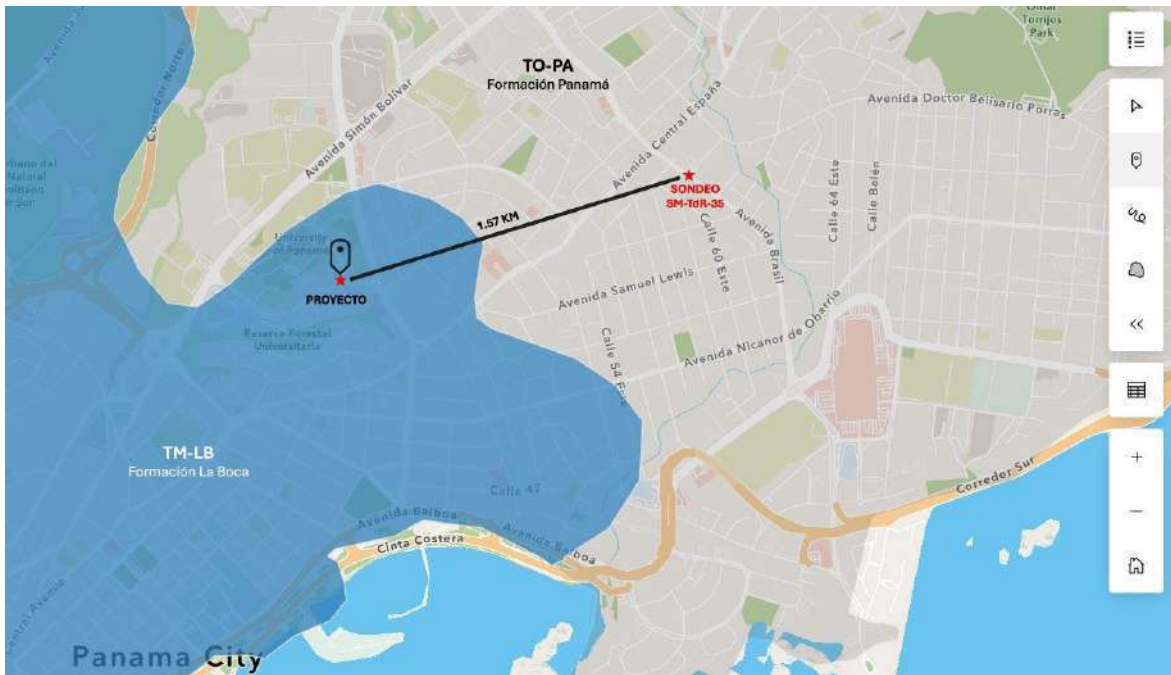 Omar
Torrijos
Park
TO-PA
Formación Panamá
Avenida Doctor Belisario Porras
Corredor Norte
Avenida Simón Bolívar
Avenida Central España
SONDEO
SM-TdR-35
1.57 KM
Calle 64 Este
Calle Belén
Calle 60 Este
Avenida Brasil
University
of Panama
PROYECTO
Avenida Samuel Lewis
Reserva Forestal
Universitaria
Avenida Nicanor de Obarrio
TM-LB
Formación La Boca
Calle 47
Avenida Balboa
Cinta Costera
Avenida Balboa
Corredor Sur
Central Avenue
Panama City